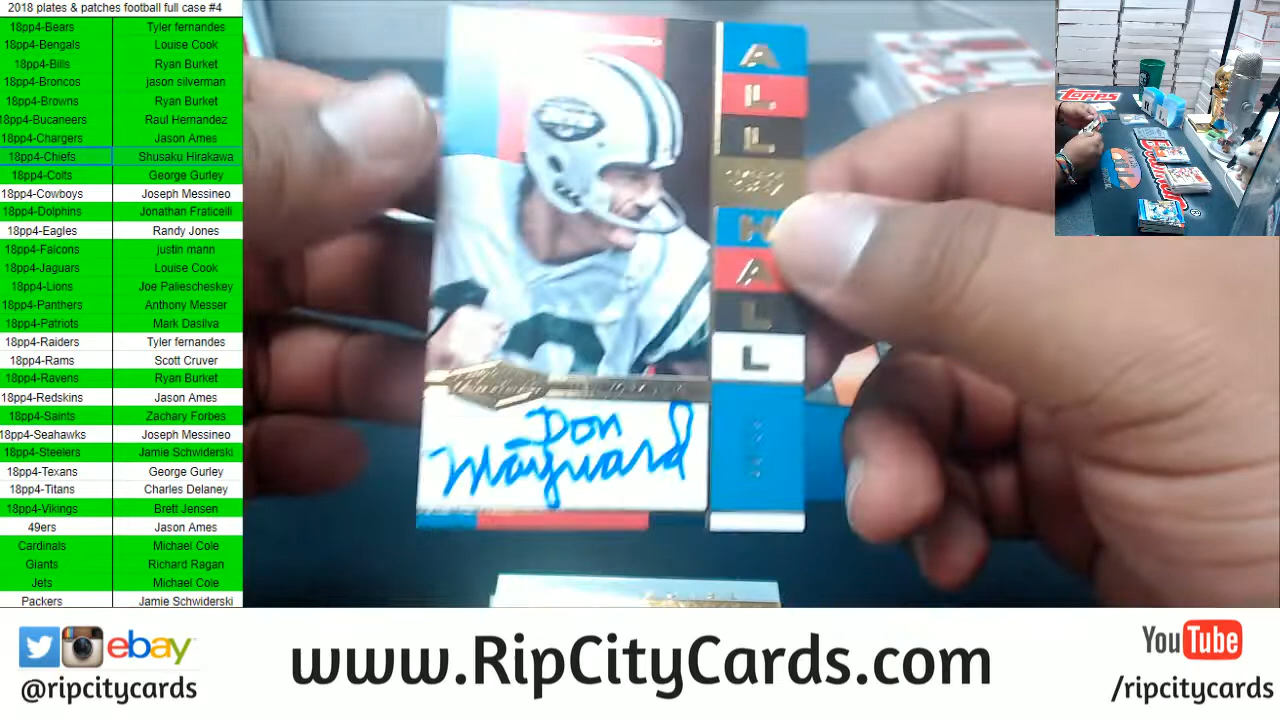 2018 plates & patches football full case #4
18pp4-Bears Tyler fernandes
18pp4-Bengals Louise Cook
18pp4-Bills Ryan Burket
18pp4-Broncos jason silverman
18pp4-Browns Ryan Burket
18pp4-Bucaneers Raul Hernandez
18pp4-Chargers Jason Ames
18pp4-Chiefs Shusaku Hirakawa
18pp4-Colts George Gurley
18pp4-Cowboys Joseph Messineo
18pp4-Dolphins Jonathan Fraticelli
18pp4-Eagles Randy Jones
18pp4-Falcons justin mann
18pp4-Jaguars Louise Cook
18pp4-Lions Joe Paliescheskey
18pp4-Panthers Anthony Messer
18pp4-Patriots Mark Dasilva
18pp4-Raiders Tyler fernandes
18pp4-Rams Scott Cruver
18pp4-Ravens Ryan Burket
18pp4-Redskins Jason Ames
18pp4-Saints Zachary Forbes
18pp4-Seahawks Joseph Messineo
18pp4-Steelers Jamie Schwiderski
18pp4-Texans George Gurley
18pp4-Titans Charles Delaney
18pp4-Vikings Brett Jensen
49ers Jason Ames
Cardinals Michael Cole
Giants Richard Ragan
Jets Michael Cole
Packers Jamie Schwiderski
ALL
HALL
Don
Maynard
Topps
Bowman
ebay
@ripcitycards
www.RipCityCards.com
YouTube
/ripcitycards